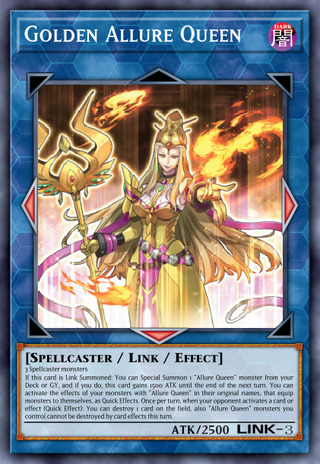 Golden Allure Queen
DARK
闇
[Spellcaster / Link / Effect]
3 Spellcaster monsters
If this card is Link Summoned: You can Special Summon 1 "Allure Queen" monster from your
Deck or GY, and if you do, this card gains 1500 ATK until the end of the next turn. You can
activate the effects of your monsters with "Allure Queen" in their original names, that equip
monsters to themselves, as Quick Effects. Once per turn, when your opponent activates a card or
effect (Quick Effect): You can destroy 1 card on the field, also "Allure Queen" monsters you
control cannot be destroyed by card effects this turn.
ATK/2500 LINK-3